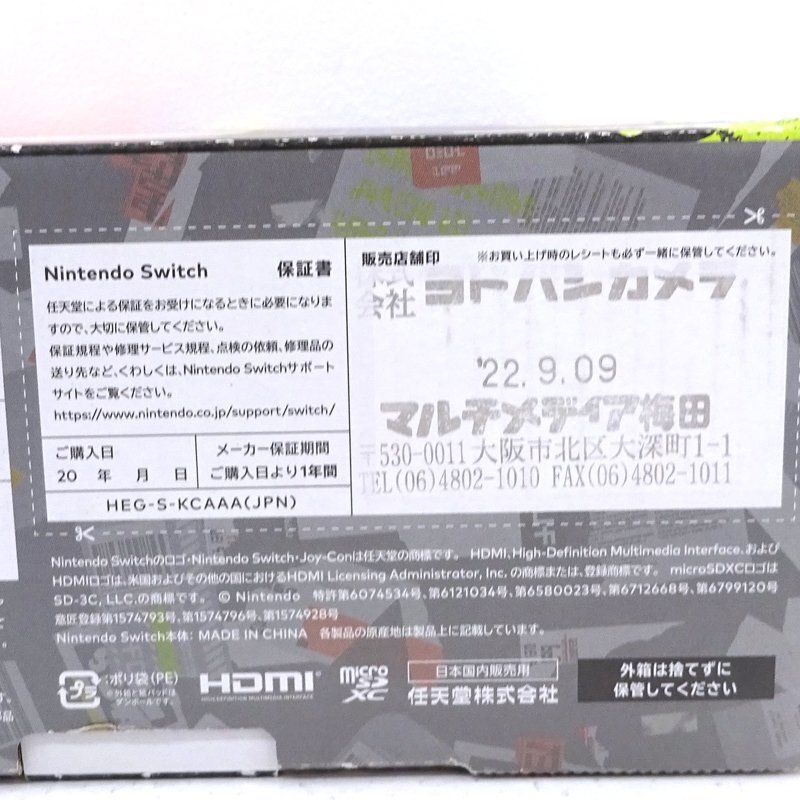 Nintendo Switch 保証書
任天堂による保証をお受けになるときに必要になりま
すので、大切に保管してください。
保証規程や修理サービス規程、点検の依頼、修理品の
送り先など、くわしくは、Nintendo Switchサポート
サイトをご覧ください。
https://www.nintendo.co.jp/support/switch/
ご購入日
20 年 月 日
メーカー保証期間
ご購入日より1年間
HEG-S-KCAAA(JPN)
販売店舗印 ※お買い上げ時のレシートも必ず一緒に保管してください。
株式会社 ヨドバシカメラ
'22.9.09
マルチメディア梅田
〒530-0011 大阪市北区大深町1-1
TEL(06)4802-1010 FAX(06)4802-1011
Nintendo Switchのロゴ・Nintendo Switch・Joy-Conは任天堂の商標です。 HDMI、High-Definition Multimedia Interface、および
HDMIロゴは、米国およびその他の国におけるHDMI Licensing Administrator, Inc. の商標または、登録商標です。 microSDXCロゴは
SD-3C, LLC.の商標です。 © Nintendo 特許第6074534号、第6121034号、第6580023号、第6712668号、第6799120号
意匠登録第1574793号、第1574796号、第1574928号
Nintendo Switch本体: MADE IN CHINA 各製品の原産地は製品上に記載しています。
プラ
:ポリ袋(PE)
※外箱と紙パッドは
ダンボールです。
HDMI
HIGH-DEFINITION MULTIMEDIA INTERFACE
micro
SD
XC
日本国内販売用
任天堂株式会社
外箱は捨てずに
保管してください